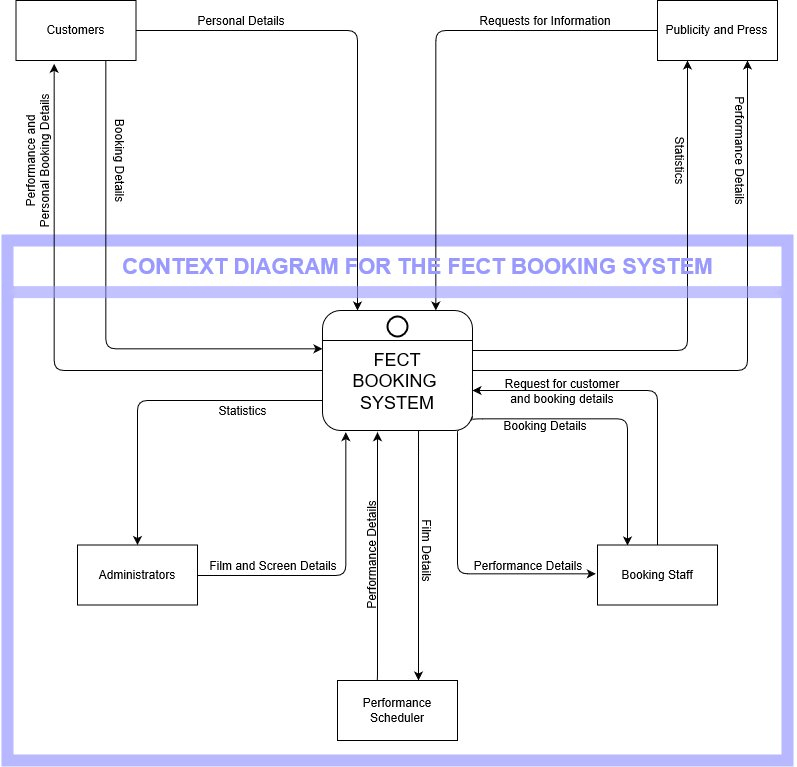 Customers
Personal Details
Requests for Information
Publicity and Press
Performance and
Personal Booking Details
Booking Details
Statistics
Performance Details
CONTEXT DIAGRAM FOR THE FECT BOOKING SYSTEM
FECT
BOOKING
SYSTEM
Request for customer
and booking details
Statistics
Booking Details
Administrators
Film and Screen Details
Performance Details
Film Details
Performance Details
Booking Staff
Performance
Scheduler